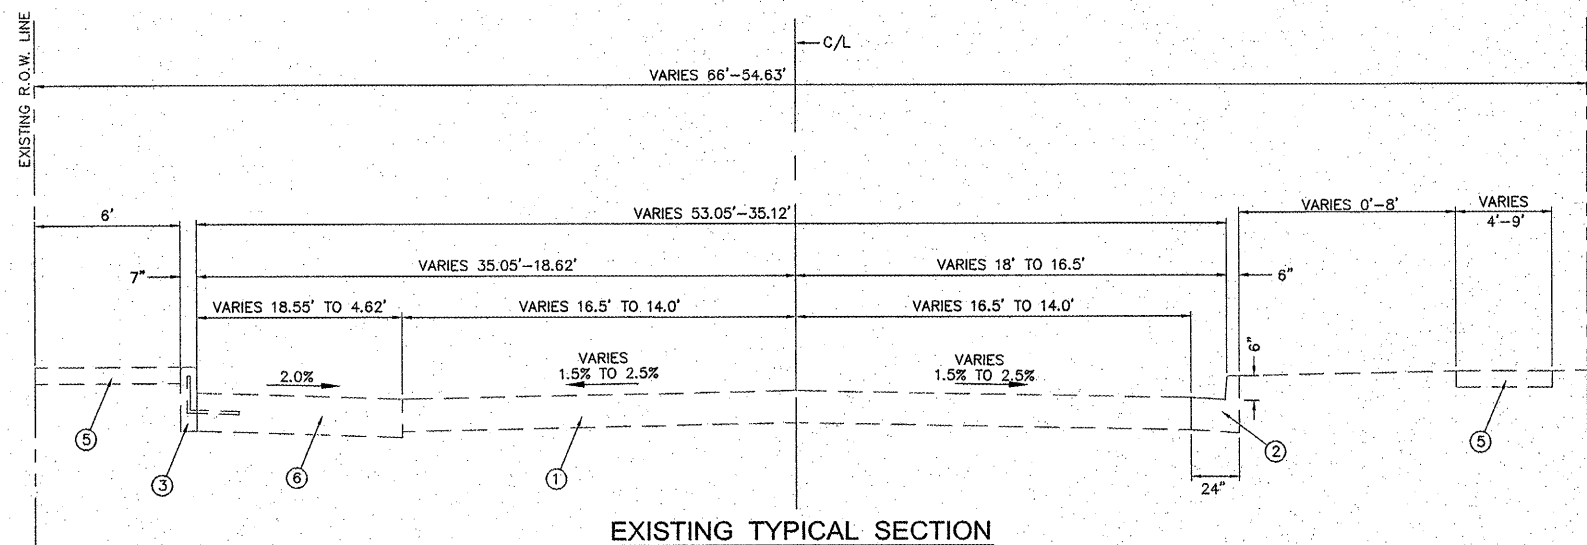 EXISTING R.O.W. LINE
C/L
VARIES 66'-54.63'
6'
VARIES 53.05'-35.12'
VARIES 0'-8'
VARIES
4'-9'
7"
VARIES 35.05'-18.62'
VARIES 18' TO 16.5'
6"
VARIES 18.55' TO 4.62'
VARIES 16.5' TO 14.0'
VARIES 16.5' TO 14.0'
6"
2.0%
VARIES
1.5% TO 2.5%
VARIES
1.5% TO 2.5%
5
3
6
1
2
5
24"
EXISTING TYPICAL SECTION